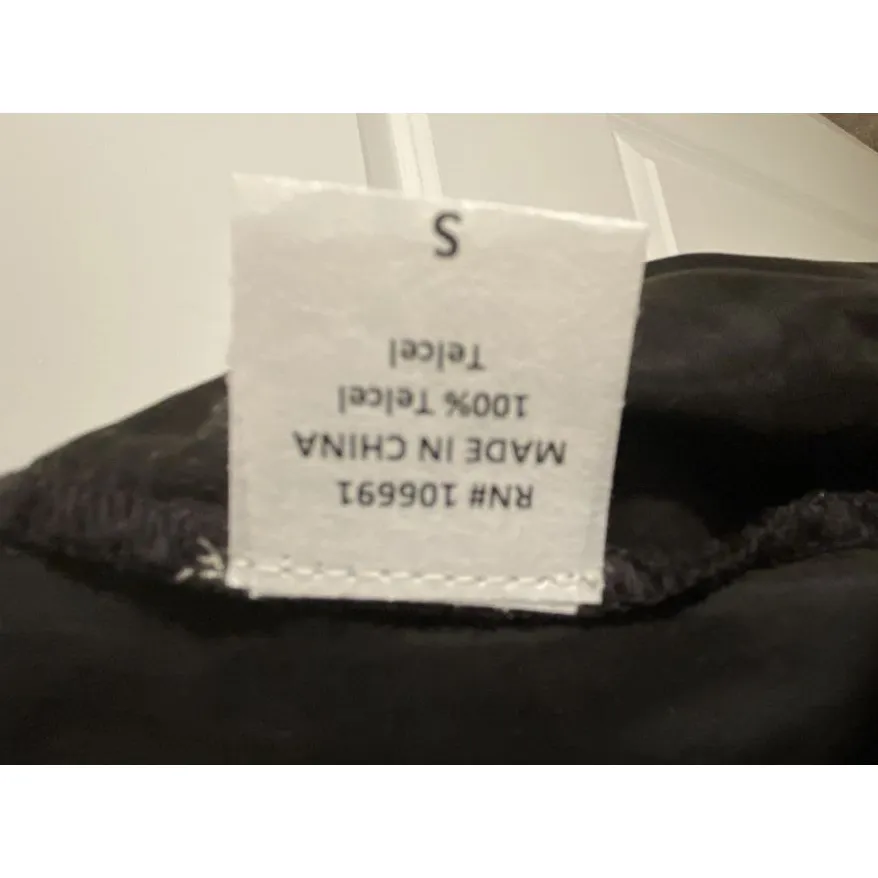 RN# 106691
MADE IN CHINA
100% Telcel
Telcel
S